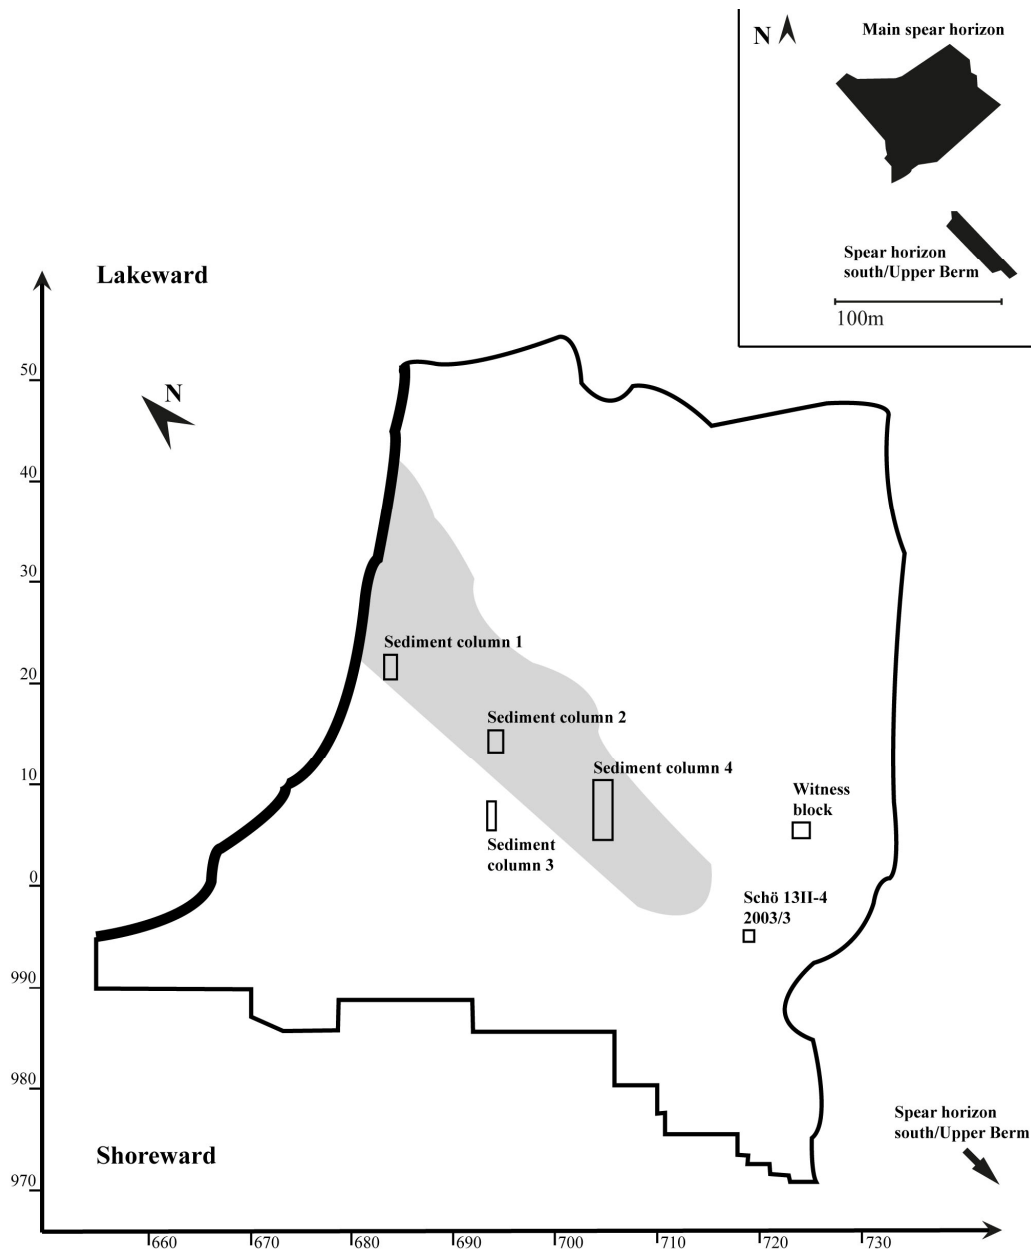 N
Main spear horizon
Spear horizon
south/Upper Berm
100m
Lakeward
50
N
40
30
Sediment column 1
20
Sediment column 2
Sediment column 4
10
Witness
block
Sediment
column 3
0
Schö 13II-4
2003/3
990
980
Spear horizon
south/Upper Berm
Shoreward
970
660 670 680 690 700 710 720 730